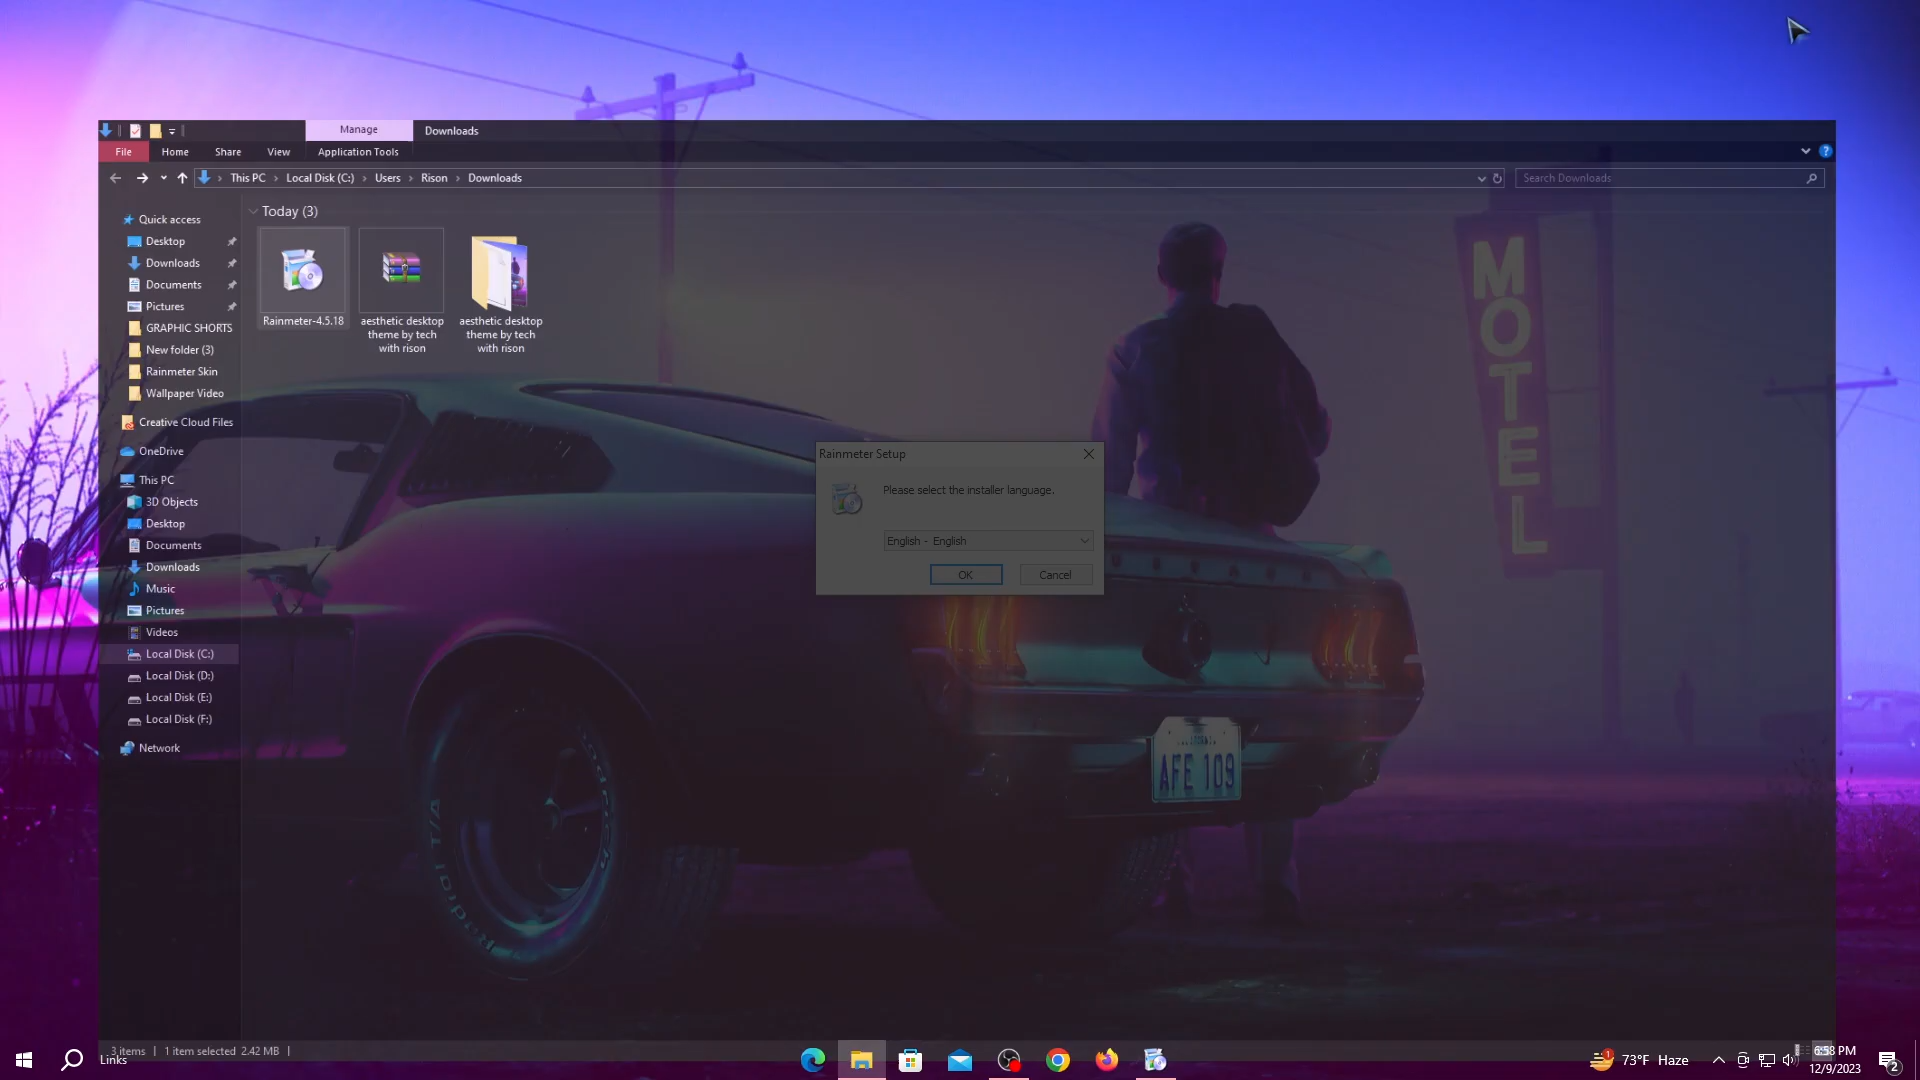 Manage
Downloads
File
Home
Share
View
Application Tools
This PC
Local Disk (C:)
Users
Rison
Downloads
Search Downloads
Quick access
Desktop
Downloads
Documents
Pictures
GRAPHIC SHORTS
New folder (3)
Rainmeter Skin
Wallpaper Video
Creative Cloud Files
OneDrive
This PC
3D Objects
Desktop
Documents
Downloads
Music
Pictures
Videos
Local Disk (C:)
Local Disk (D:)
Local Disk (E:)
Local Disk (F:)
Network
Today (3)
Rainmeter-4.5.18
aesthetic desktop
theme by tech
with rison
aesthetic desktop
theme by tech
with rison
Rainmeter Setup
Please select the installer language.
English - English
OK
Cancel
MOTEL
AFE 109
Radial T/A
3 items
1 item selected 2.42 MB
Links
1
73°F Haze
6:58 PM
12/9/2023
2